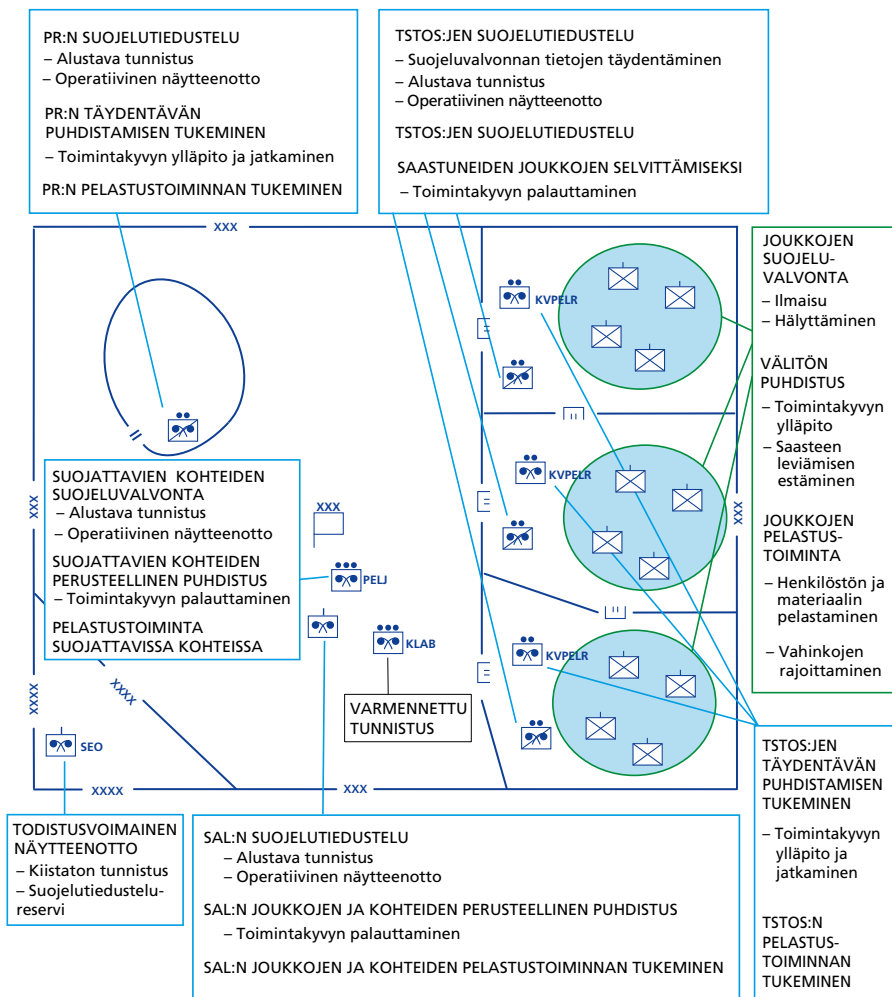 PR:N SUOJELUTIEDUSTELU
– Alustava tunnistus
– Operatiivinen näytteenotto
PR:N TÄYDENTÄVÄN
PUHDISTAMISEN TUKEMINEN
– Toimintakyvyn ylläpito ja jatkaminen
PR:N PELASTUSTOIMINNAN TUKEMINEN
TSTOS:JEN SUOJELUTIEDUSTELU
– Suojeluvalvonnan tietojen täydentäminen
– Alustava tunnistus
– Operatiivinen näytteenotto
TSTOS:JEN SUOJELUTIEDUSTELU
SAASTUNEIDEN JOUKKOJEN SELVITTÄMISEKSI
– Toimintakyvyn palauttaminen
XXX
JOUKKOJEN
SUOJELU-
VALVONTA
– Ilmaisu
– Hälyttäminen
VÄLITÖN
PUHDISTUS
– Toimintakyvyn
ylläpito
– Saasteen
leviämisen
estäminen
JOUKKOJEN
PELASTUS-
TOIMINTA
– Henkilöstön ja
materiaalin
pelastaminen
– Vahinkojen
rajoittaminen
KVPELR
KVPELR
KVPELR
II
II
II
II
II
II
XXX
XXX
SUOJATTAVIEN KOHTEIDEN
SUOJELUVALVONTA
– Alustava tunnistus
– Operatiivinen näytteenotto
SUOJATTAVIEN KOHTEIDEN
PERUSTEELLINEN PUHDISTUS
– Toimintakyvyn palauttaminen
PELASTUSTOIMINTA
SUOJATTAVISSA KOHTEISSA
XXX
PELJ
KLAB
VARMENNETTU
TUNNISTUS
XXXX
XXXX
SEO
XXXX
XXX
TODISTUSVOIMAINEN
NÄYTTEENOTTO
– Kiistaton tunnistus
– Suojelutiedustelu-
reservi
SAL:N SUOJELUTIEDUSTELU
– Alustava tunnistus
– Operatiivinen näytteenotto
SAL:N JOUKKOJEN JA KOHTEIDEN PERUSTEELLINEN PUHDISTUS
– Toimintakyvyn palauttaminen
SAL:N JOUKKOJEN JA KOHTEIDEN PELASTUSTOIMINNAN TUKEMINEN
TSTOS:JEN
TÄYDENTÄVÄN
PUHDISTAMISEN
TUKEMINEN
– Toimintakyvyn
ylläpito ja
jatkaminen
TSTOS:N
PELASTUS-
TOIMINNAN
TUKEMINEN